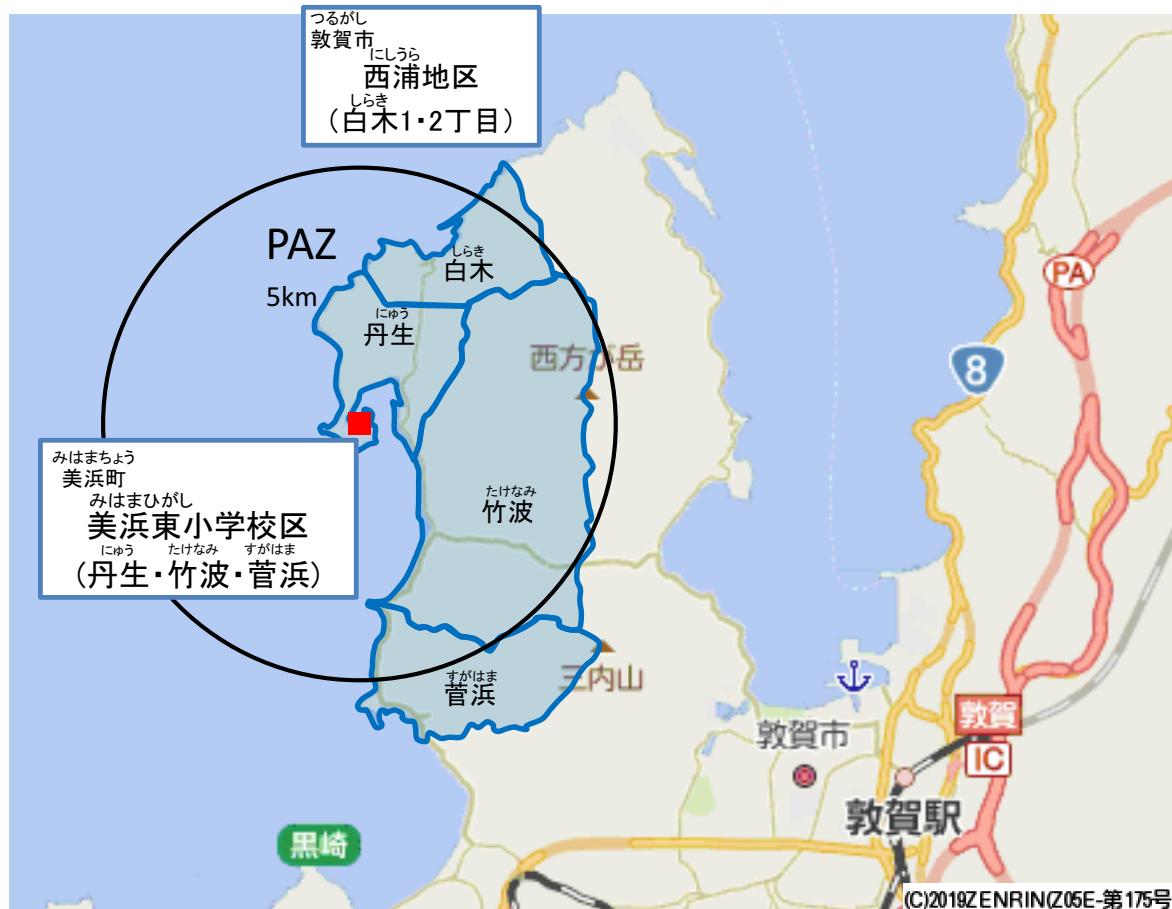 つるがし
敦賀市
にしうら
西浦地区
しらき
（白木1・2丁目）
PAZ
5km
しらき
白木
にゅう
丹生
西方が岳
PA
8
みはまちょう
美浜町
みはまひがし
美浜東小学校区
にゅう たけなみ すがはま
（丹生・竹波・菅浜）
たけなみ
竹波
すがはま
菅浜
三内山
敦賀市
敦賀
IC
敦賀駅
黒崎
(C)2019ZENRIN(Z05E-第175号